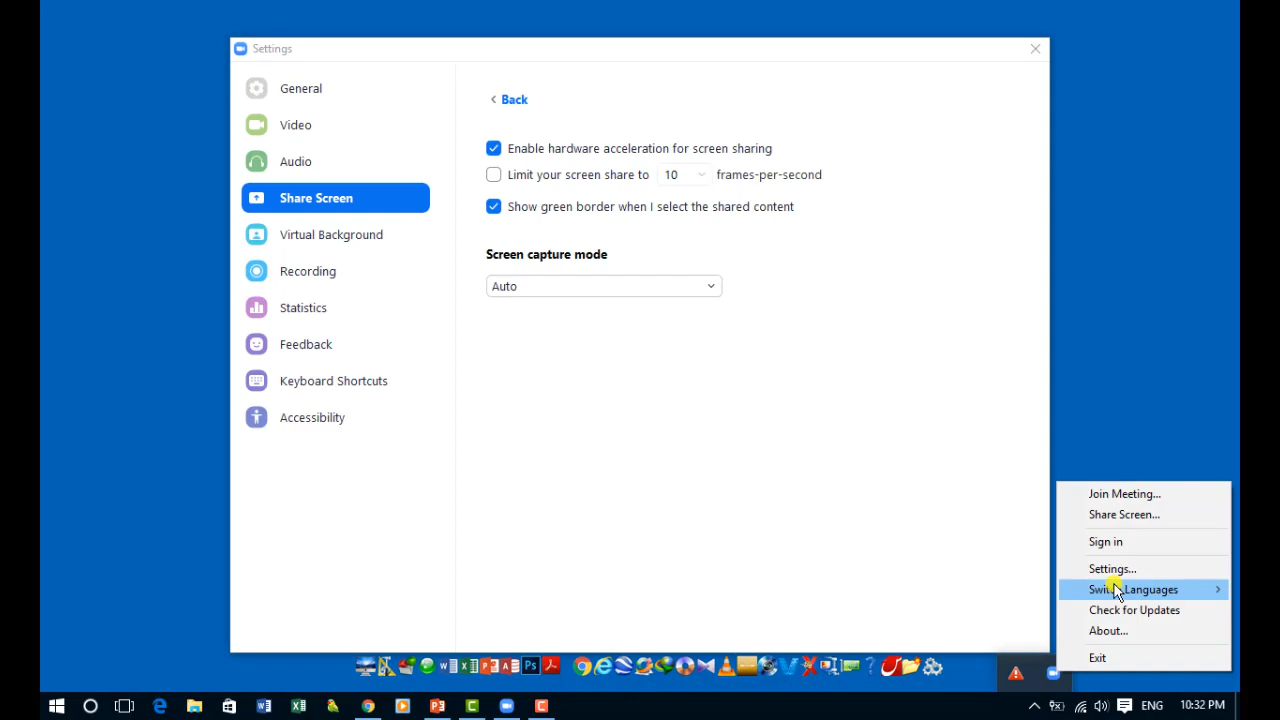 Settings
General
Video
Audio
Share Screen
Virtual Background
Recording
Statistics
Feedback
Keyboard Shortcuts
Accessibility
Back
Enable hardware acceleration for screen sharing
Limit your screen share to 10 frames-per-second
Show green border when I select the shared content
Screen capture mode
Auto
Join Meeting...
Share Screen...
Sign in
Settings...
Switch Languages
Check for Updates
About...
Exit
ENG 10:32 PM